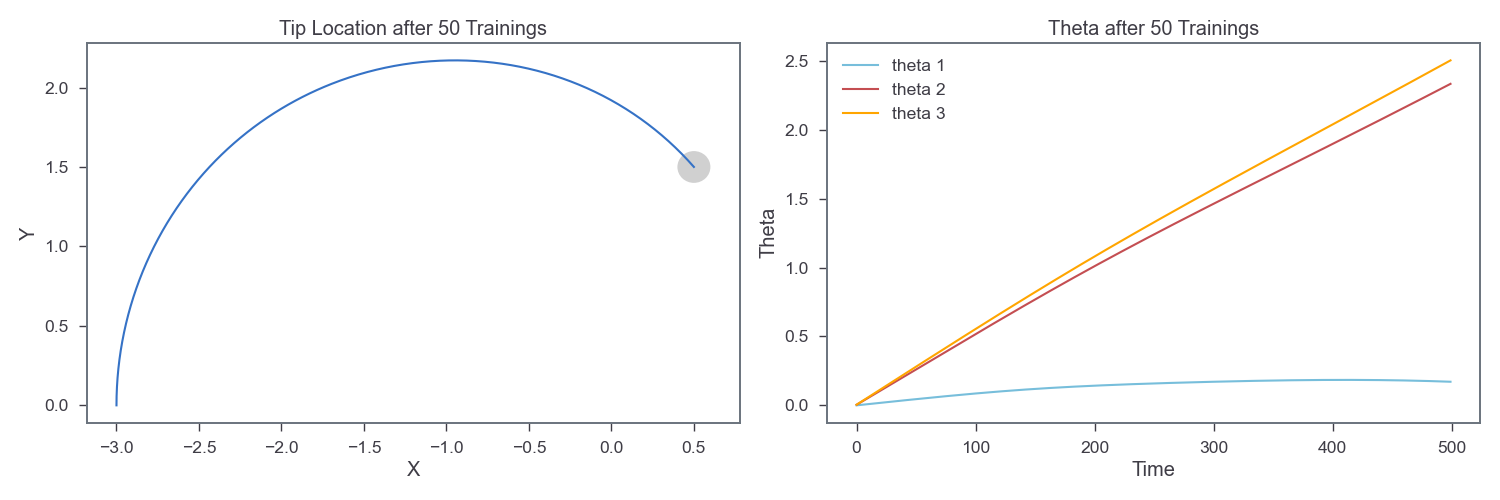 Tip Location after 50 Trainings
2.0
1.5
1.0
0.5
0.0
Y
−3.0 −2.5 −2.0 −1.5 −1.0 −0.5 0.0 0.5
X
Theta after 50 Trainings
theta 1
theta 2
theta 3
2.5
2.0
1.5
1.0
0.5
0.0
Theta
0 100 200 300 400 500
Time